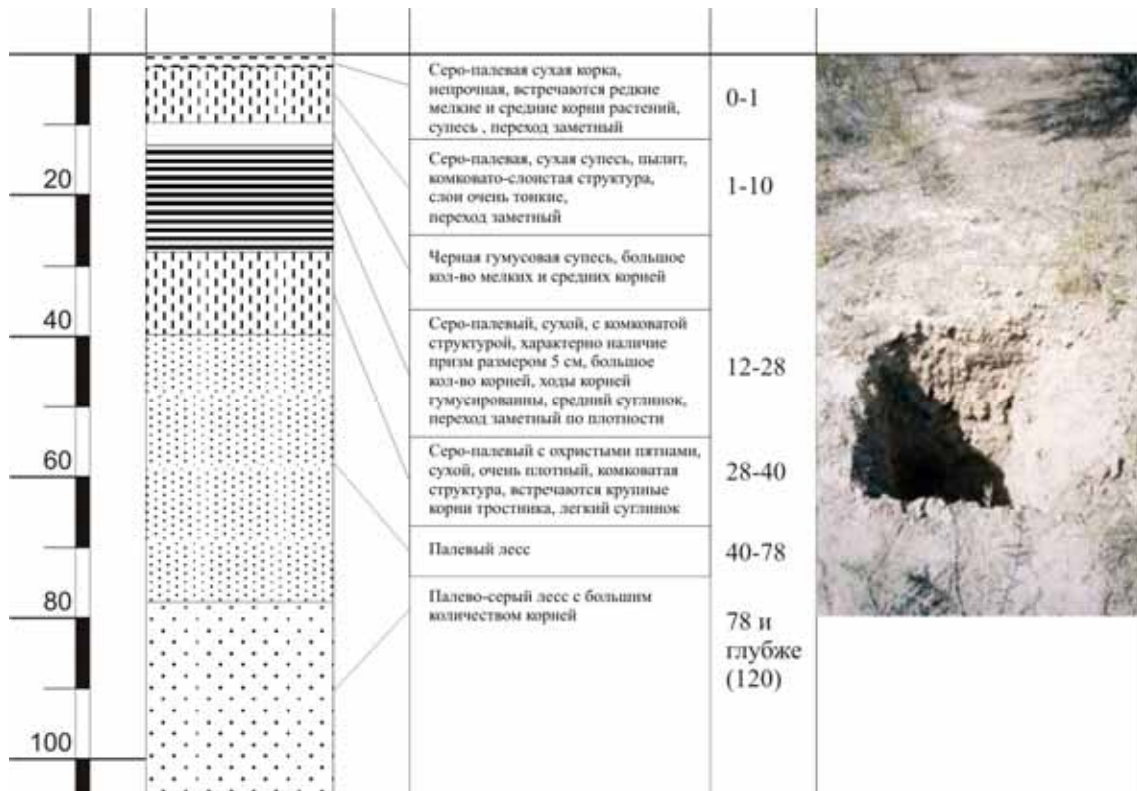 20
40
60
80
100
Серо-палевая сухая корка,
непрочная, встречаются редкие
мелкие и средние корни растений,
супесь , переход заметный
0-1
Серо-палевая, сухая супесь, пылит,
комковато-слоистая структура,
слои очень тонкие,
переход заметный
1-10
Черная гумусовая супесь, большое
кол-во мелких и средних корней
Серо-палевый, сухой, с комковатой
структурой, характерно наличие
призм размером 5 см, большое
кол-во корней, ходы корней
гумусированны, средний суглинок,
переход заметный по плотности
12-28
Серо-палевый с охристыми пятнами,
сухой, очень плотный, комковатая
структура, встречаются крупные
корни тростника, легкий суглинок
28-40
Палевый лесс
40-78
Палево-серый лесс с большим
количеством корней
78 и
глубже
(120)